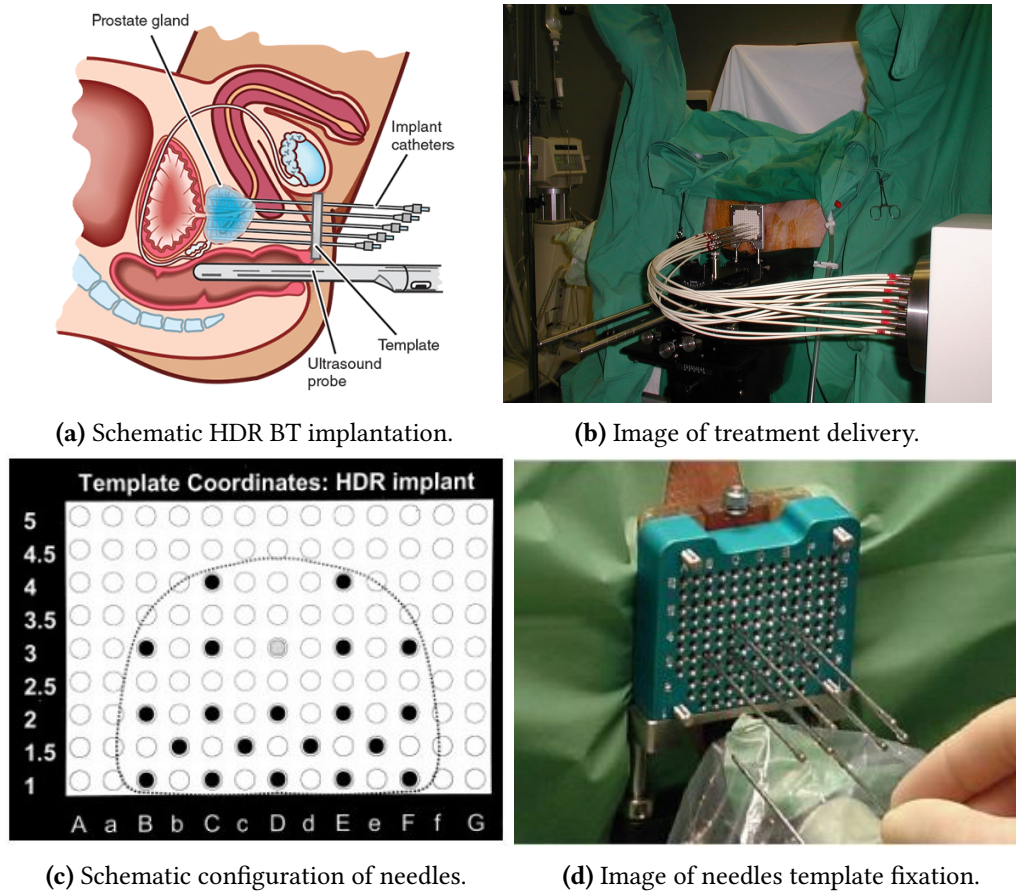 Prostate gland
Implant
catheters
Template
Ultrasound
probe
(a) Schematic HDR BT implantation.
(b) Image of treatment delivery.
Template Coordinates: HDR implant
5
4.5
4
3.5
3
2.5
2
1.5
1
A a B b C c D d E e F f G
(c) Schematic configuration of needles.
(d) Image of needles template fixation.